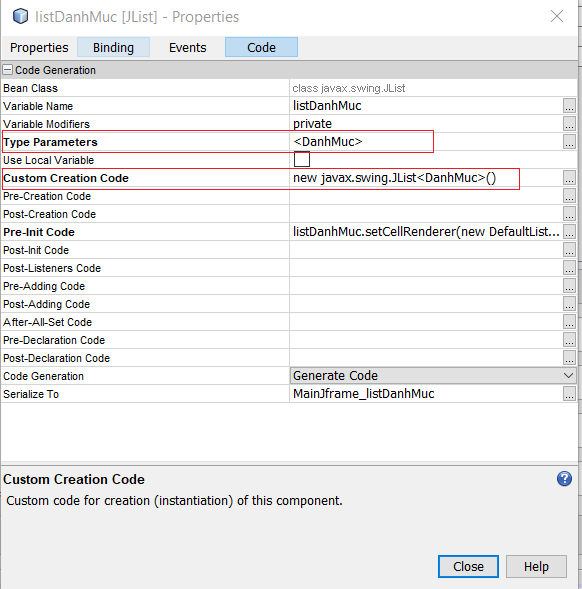 listDanhMuc [JList] - Properties
Properties Binding Events Code
Code Generation
Bean Class class javax.swing.JList
Variable Name listDanhMuc ...
Variable Modifiers private ...
Type Parameters <DanhMuc> ...
Use Local Variable
Custom Creation Code new javax.swing.JList<DanhMuc>() ...
Pre-Creation Code ...
Post-Creation Code ...
Pre-Init Code listDanhMuc.setCellRenderer(new DefaultList... ...
Post-Init Code ...
Post-Listeners Code ...
Pre-Adding Code ...
Post-Adding Code ...
After-All-Set Code ...
Pre-Declaration Code ...
Post-Declaration Code ...
Code Generation Generate Code
Serialize To MainJframe_listDanhMuc ...
Custom Creation Code ?
Custom code for creation (instantiation) of this component.
Close Help